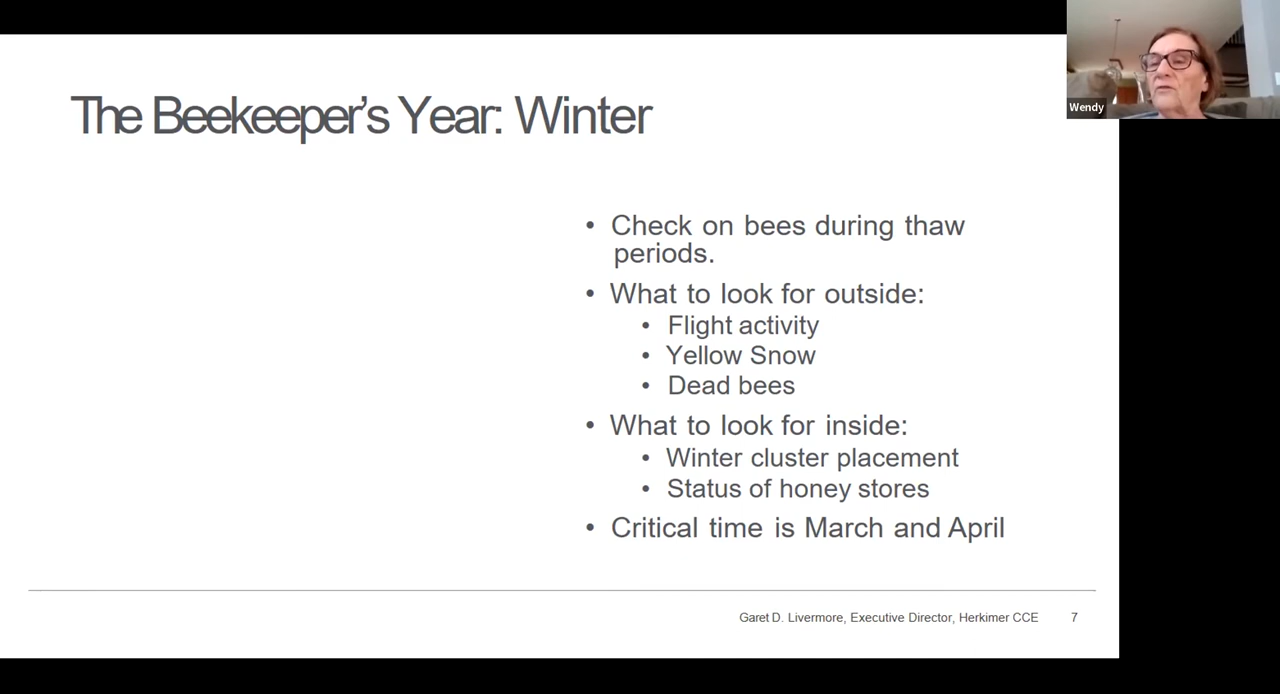 Wendy
The Beekeeper's Year: Winter
• Check on bees during thaw
periods.
• What to look for outside:
• Flight activity
• Yellow Snow
• Dead bees
• What to look for inside:
• Winter cluster placement
• Status of honey stores
• Critical time is March and April
Garet D. Livermore, Executive Director, Herkimer CCE 7